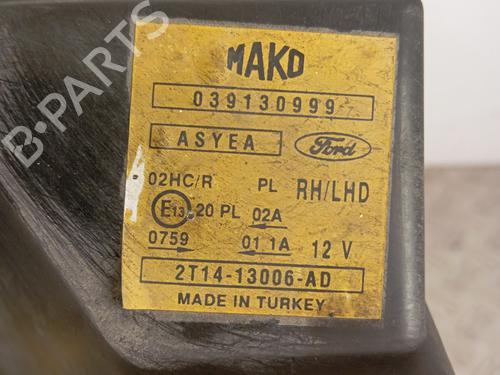 MAKO
039130999
ASYEA Ford
02HC/R PL RH/LHD
E13 20 PL 02A
0759 01 1A 12 V
2T14-13006-AD
MADE IN TURKEY
B-PARTS